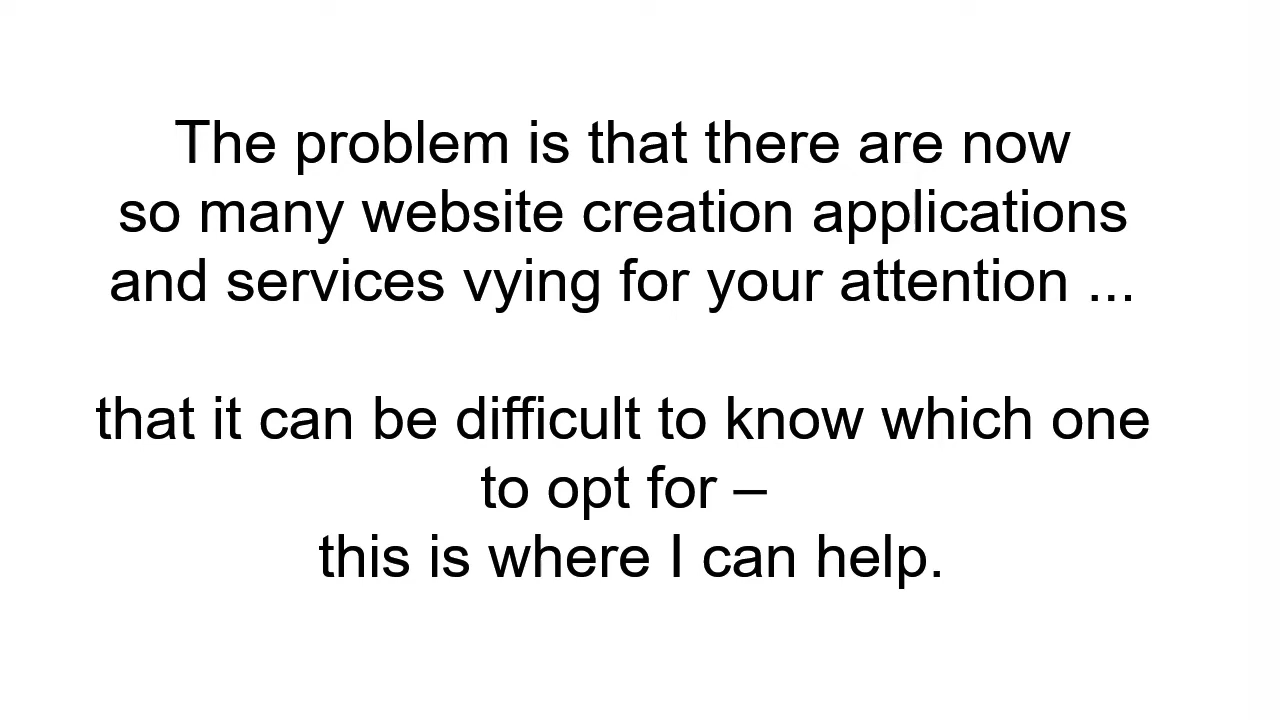 The problem is that there are now
so many website creation applications
and services vying for your attention ...
that it can be difficult to know which one
to opt for –
this is where I can help.